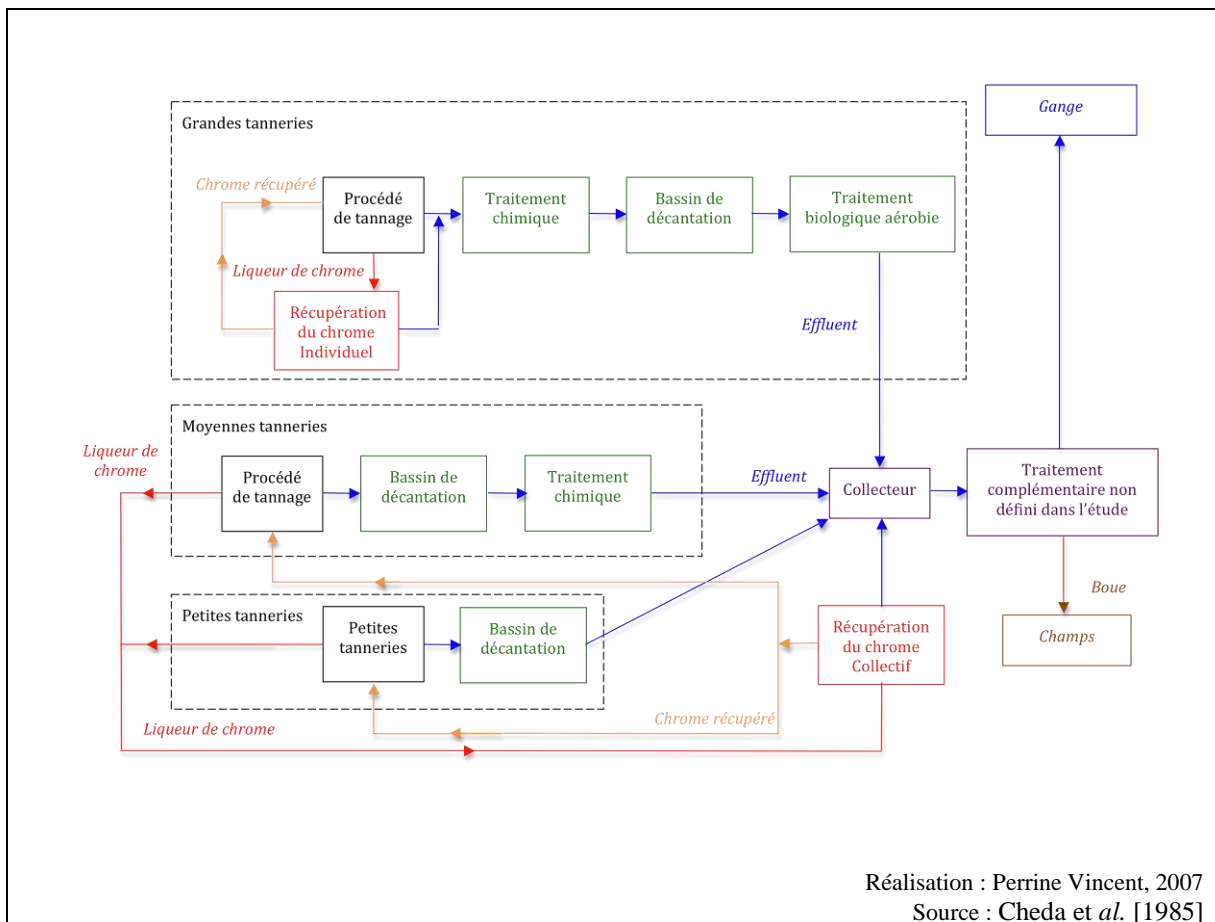 Gange
Grandes tanneries
Chrome récupéré
Procédé
de tannage
Traitement
chimique
Bassin de
décantation
Traitement
biologique aérobie
Liqueur de chrome
Récupération
du chrome
Individuel
Effluent
Moyennes tanneries
Liqueur de
chrome
Procédé
de tannage
Bassin de
décantation
Traitement
chimique
Effluent
Collecteur
Traitement
complémentaire non
défini dans l'étude
Boue
Champs
Petites tanneries
Petites
tanneries
Bassin de
décantation
Récupération
du chrome
Collectif
Chrome récupéré
Liqueur de chrome
Réalisation : Perrine Vincent, 2007
Source : Cheda et al. [1985]